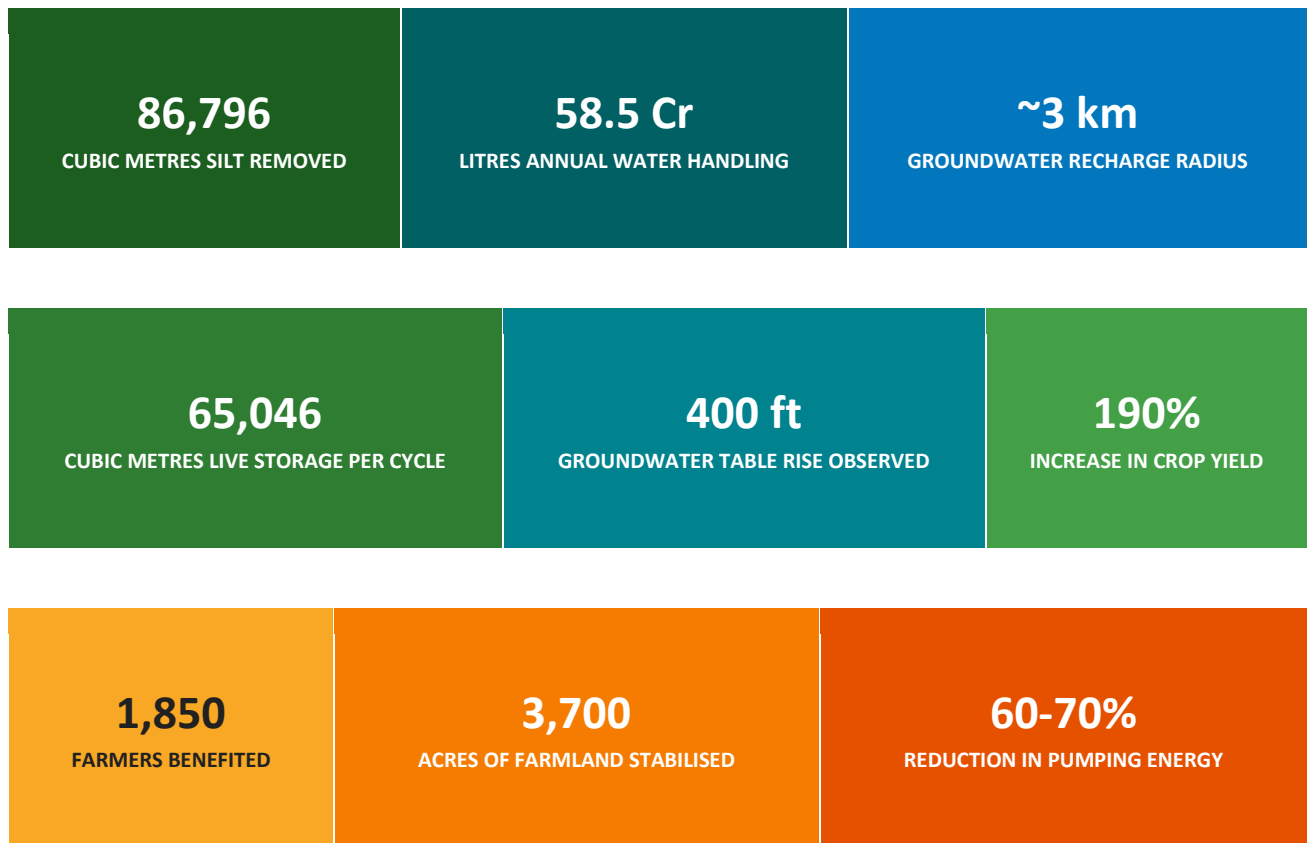 86,796
CUBIC METRES SILT REMOVED
58.5 Cr
LITRES ANNUAL WATER HANDLING
~3 km
GROUNDWATER RECHARGE RADIUS
65,046
CUBIC METRES LIVE STORAGE PER CYCLE
400 ft
GROUNDWATER TABLE RISE OBSERVED
190%
INCREASE IN CROP YIELD
1,850
FARMERS BENEFITED
3,700
ACRES OF FARMLAND STABILISED
60-70%
REDUCTION IN PUMPING ENERGY